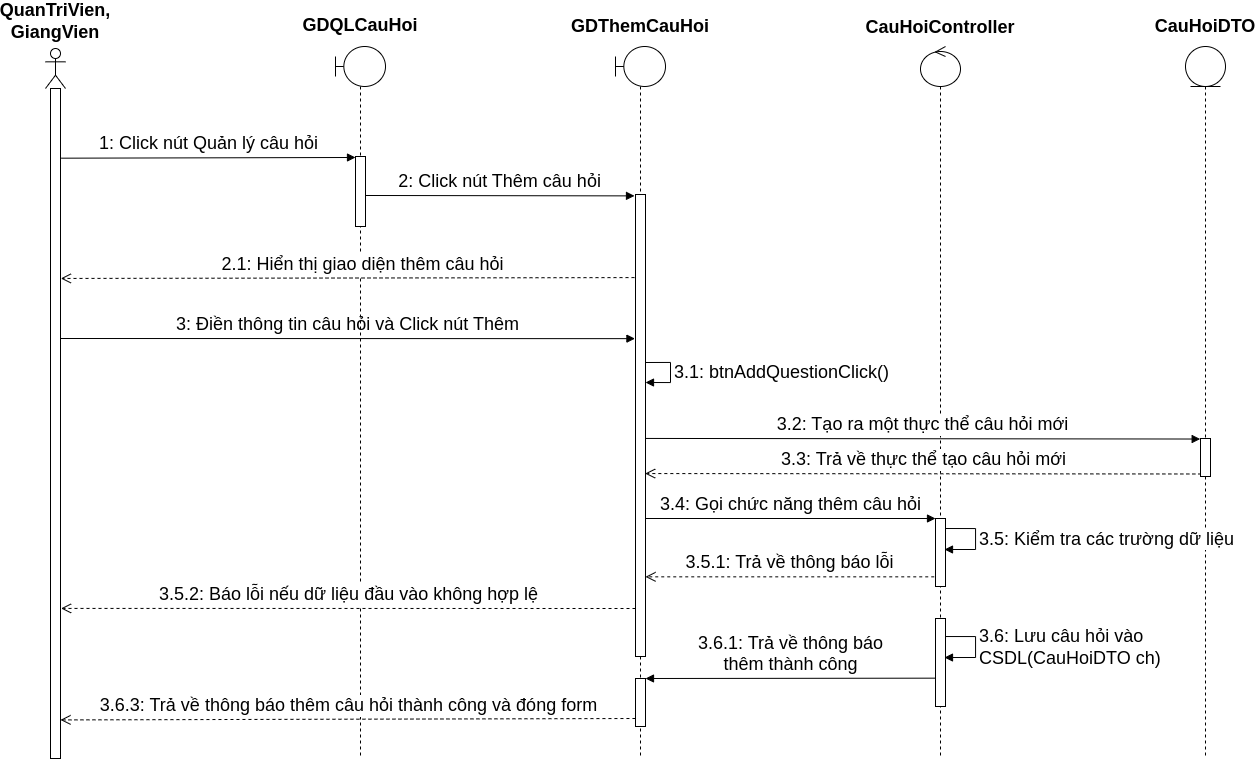 QuanTriVien,
GiangVien
GDQLCauHoi
GDThemCauHoi
CauHoiController
CauHoiDTO
1: Click nút Quản lý câu hỏi
2: Click nút Thêm câu hỏi
2.1: Hiển thị giao diện thêm câu hỏi
3: Điền thông tin câu hỏi và Click nút Thêm
3.1: btnAddQuestionClick()
3.2: Tạo ra một thực thể câu hỏi mới
3.3: Trả về thực thể tạo câu hỏi mới
3.4: Gọi chức năng thêm câu hỏi
3.5: Kiểm tra các trường dữ liệu
3.5.1: Trả về thông báo lỗi
3.5.2: Báo lỗi nếu dữ liệu đầu vào không hợp lệ
3.6: Lưu câu hỏi vào
CSDL(CauHoiDTO ch)
3.6.1: Trả về thông báo
thêm thành công
3.6.3: Trả về thông báo thêm câu hỏi thành công và đóng form